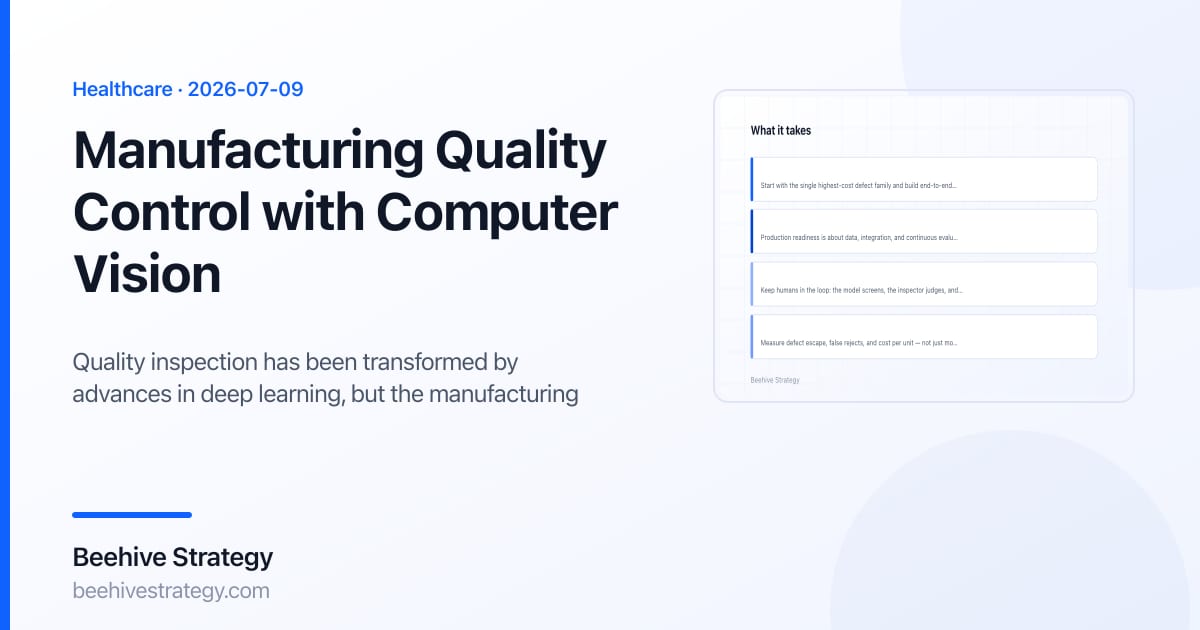 Healthcare · 2026-07-09
Manufacturing Quality
Control with Computer
Vision
Quality inspection has been transformed by
advances in deep learning, but the manufacturing
Beehive Strategy
beehivestrategy.com
What it takes
Start with the single highest-cost defect family and build end-to-end...
Production readiness is about data, integration, and continuous evalu...
Keep humans in the loop: the model screens, the inspector judges, and...
Measure defect escape, false rejects, and cost per unit — not just mo...
Beehive Strategy